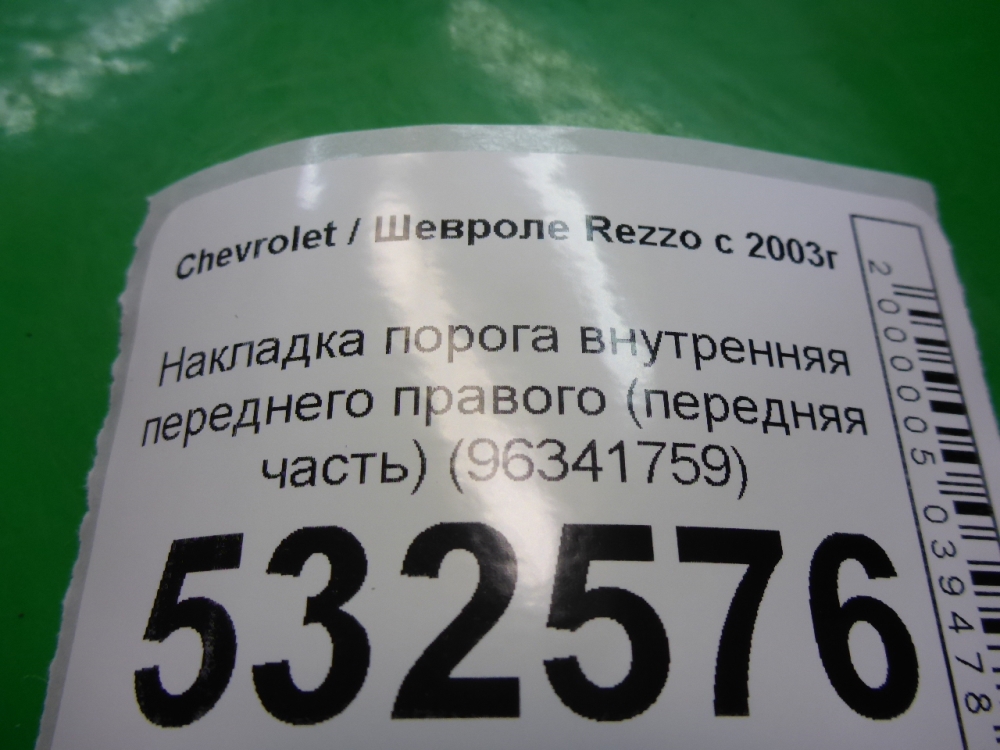 Chevrolet / Шевроле Rezzo с 2003г
Накладка порога внутренняя
переднего правого (передняя
часть) (96341759)
532576
2000005039478